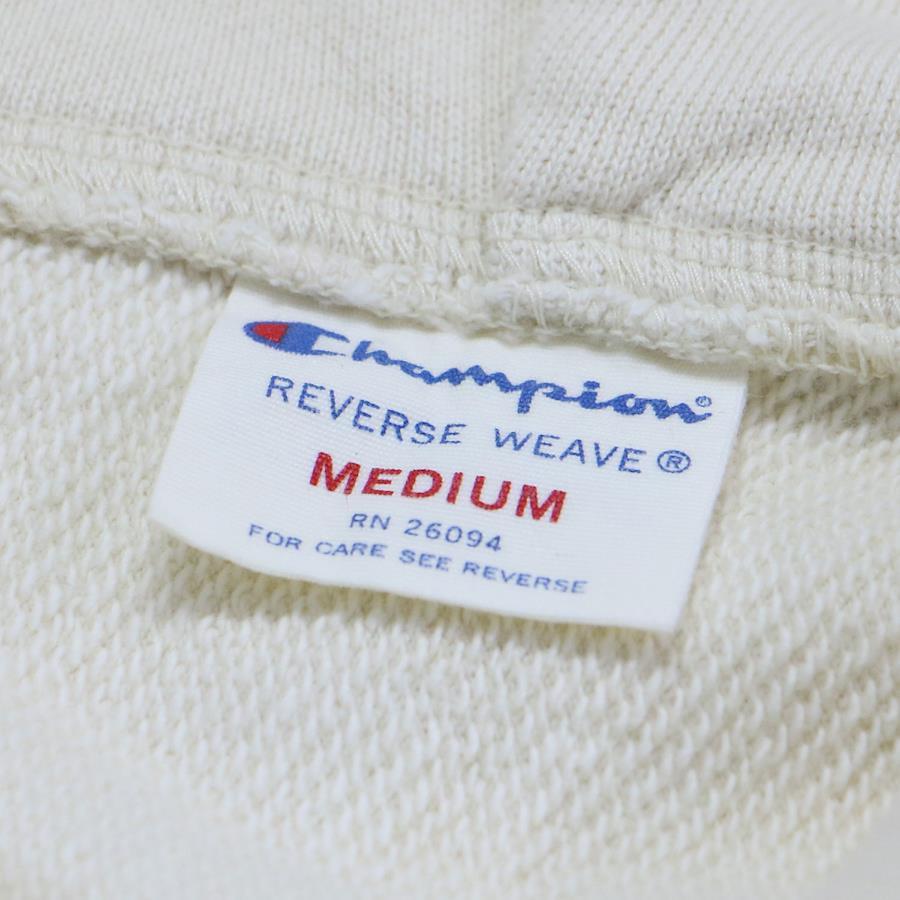 Champion®
REVERSE WEAVE®
MEDIUM
RN 26094
FOR CARE SEE REVERSE